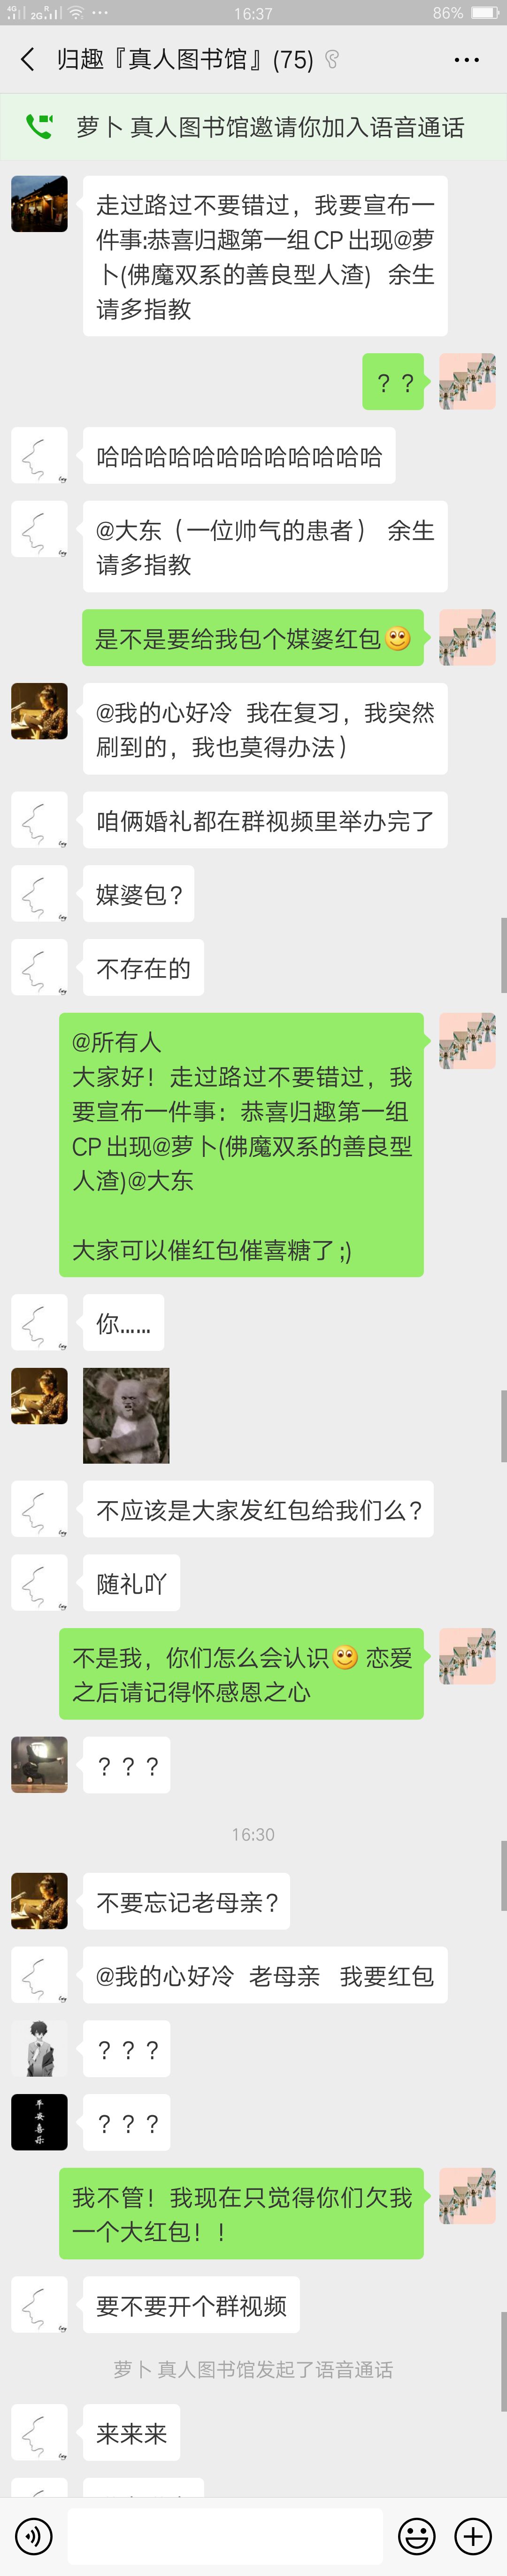 4G
2G R
16:37
86%
归趣『真人图书馆』(75)
萝卜 真人图书馆邀请你加入语音通话
走过路过不要错过，我要宣布一
件事:恭喜归趣第一组CP出现@萝
卜(佛魔双系的善良型人渣) 余生
请多指教
？？
哈哈哈哈哈哈哈哈哈哈哈哈
@大东（一位帅气的患者） 余生
请多指教
是不是要给我包个媒婆红包
@我的心好冷 我在复习，我突然
刷到的，我也莫得办法）
咱俩婚礼都在群视频里举办完了
媒婆包？
不存在的
@所有人
大家好！走过路过不要错过，我
要宣布一件事：恭喜归趣第一组
CP出现@萝卜(佛魔双系的善良型
人渣)@大东
大家可以催红包催喜糖了;)
你......
不应该是大家发红包给我们么？
随礼吖
不是我，你们怎么会认识 恋爱
之后请记得怀感恩之心
？？？
16:30
不要忘记老母亲？
@我的心好冷 老母亲 我要红包
？？？
平安喜乐
？？？
我不管！我现在只觉得你们欠我
一个大红包！！
要不要开个群视频
萝卜 真人图书馆发起了语音通话
来来来